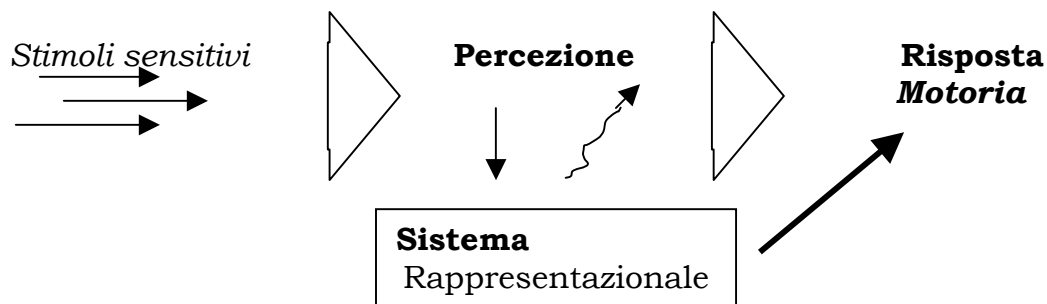 Stimoli sensitivi
Percezione
Risposta
Motoria
Sistema
Rappresentazionale